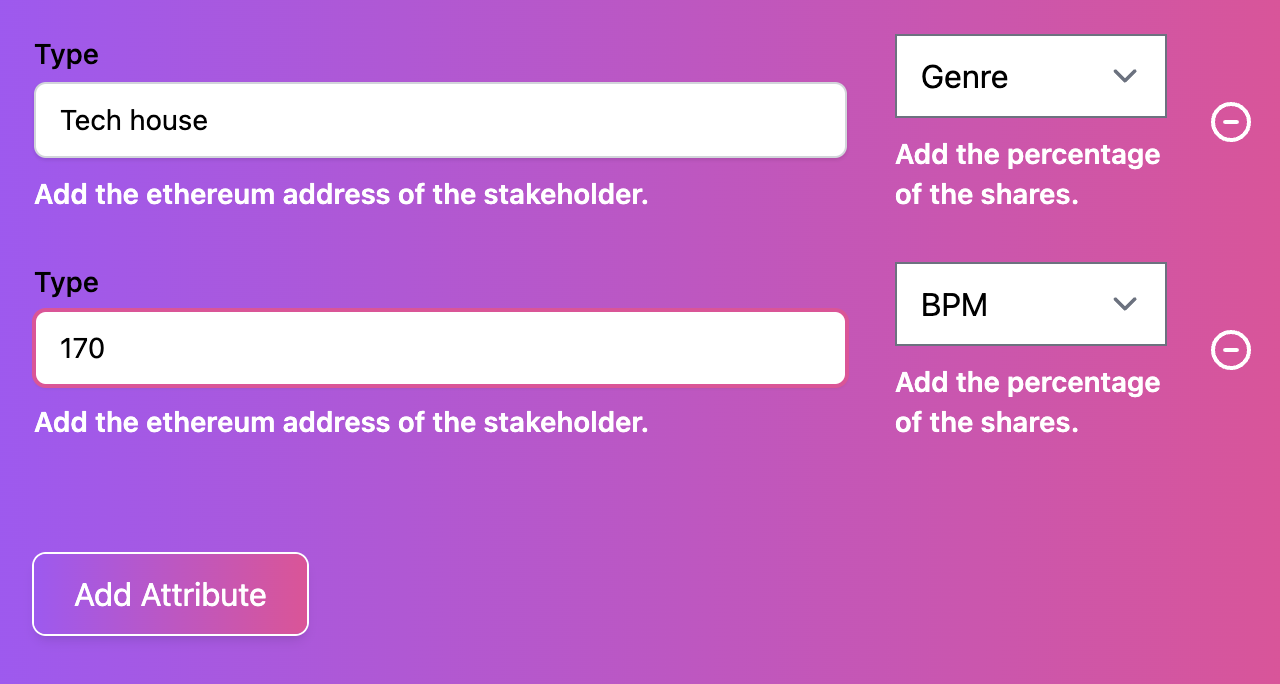 Type
Tech house
Genre
Add the ethereum address of the stakeholder.
Add the percentage
of the shares.
Type
170
BPM
Add the ethereum address of the stakeholder.
Add the percentage
of the shares.
Add Attribute